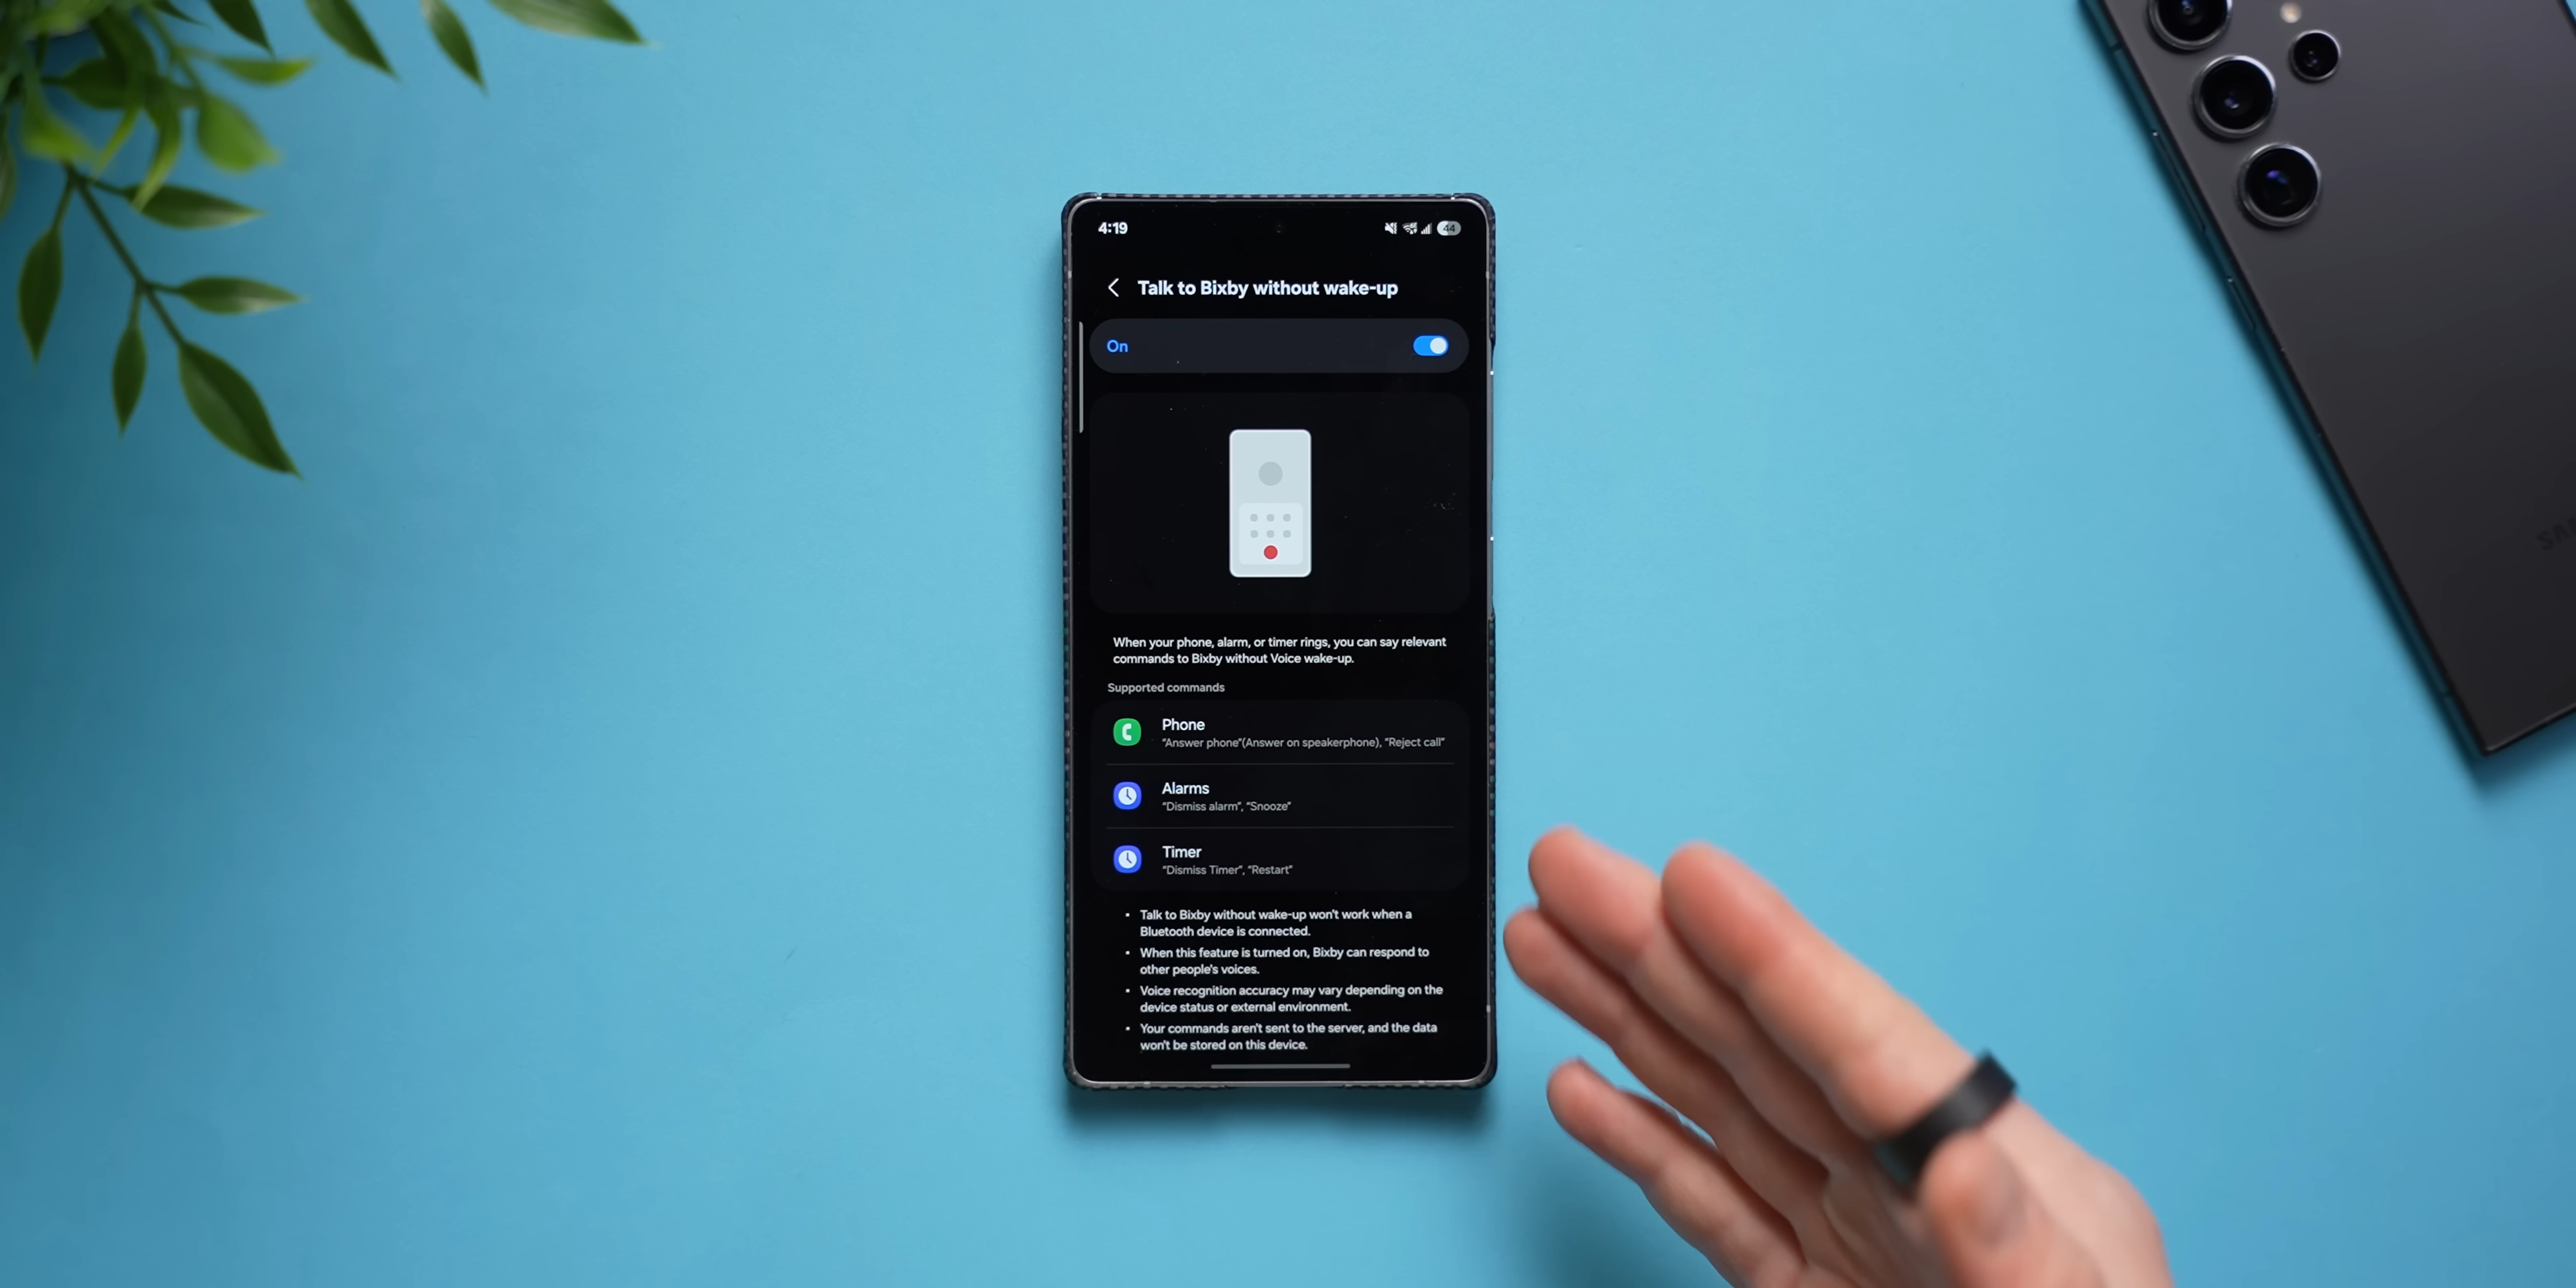 4:19
44
Talk to Bixby without wake-up
On
When your phone, alarm, or timer rings, you can say relevant
commands to Bixby without Voice wake-up.
Supported commands
Phone
"Answer phone"(Answer on speakerphone), "Reject call"
Alarms
"Dismiss alarm", "Snooze"
Timer
"Dismiss Timer", "Restart"
• Talk to Bixby without wake-up won't work when a
Bluetooth device is connected.
• When this feature is turned on, Bixby can respond to
other people's voices.
• Voice recognition accuracy may vary depending on the
device status or external environment.
• Your commands aren't sent to the server, and the data
won't be stored on this device.